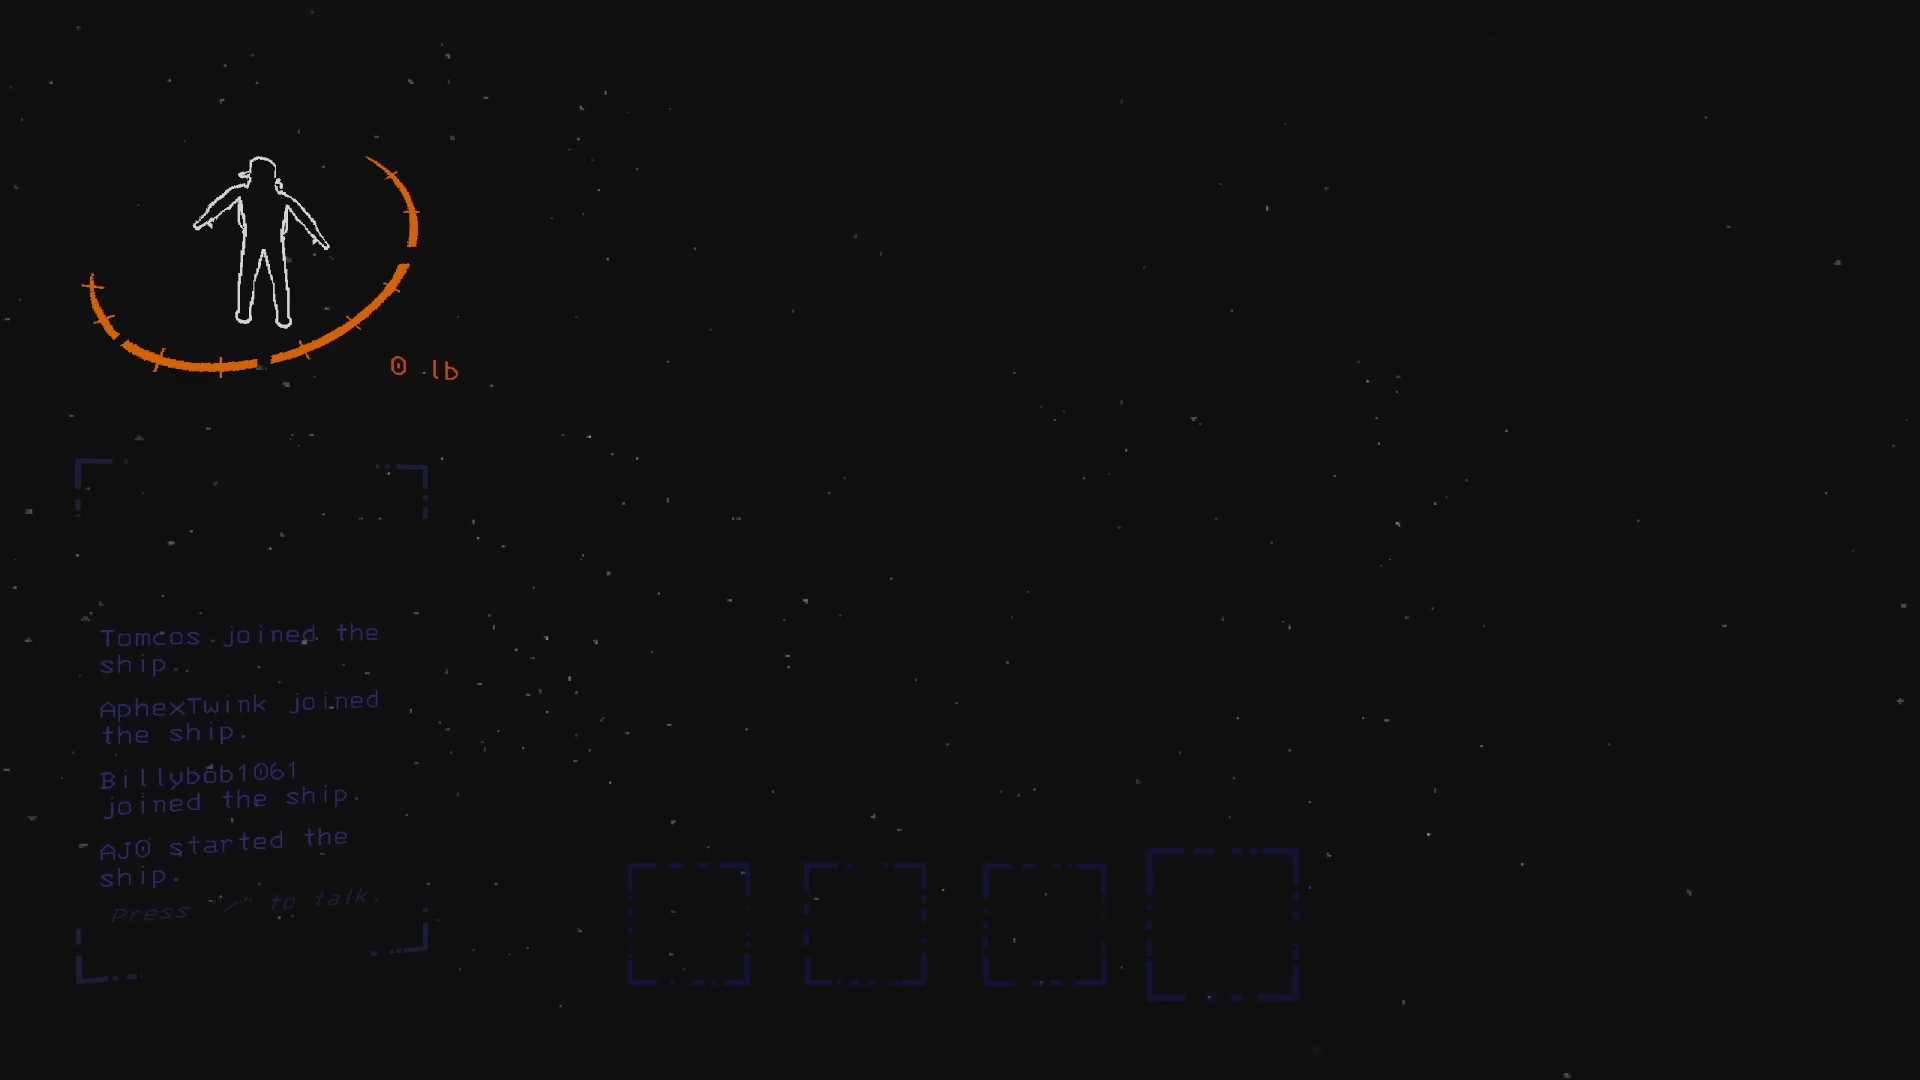 0 lb
Tomcos joined the
ship.
AphexTwink joined
the ship.
Billybob1061
joined the ship.
AJ0 started the
ship.
Press "/" to talk.